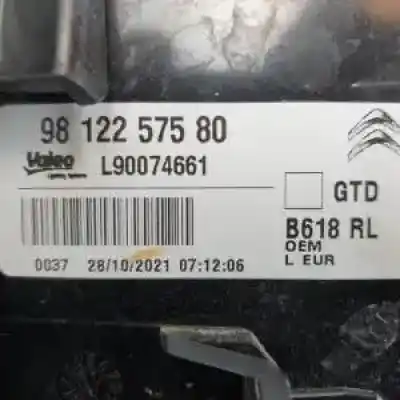 98 122 575 80
Valeo L90074661
GTD
B618 RL
OEM
L EUR
0037 28/10/2021 07:12:06